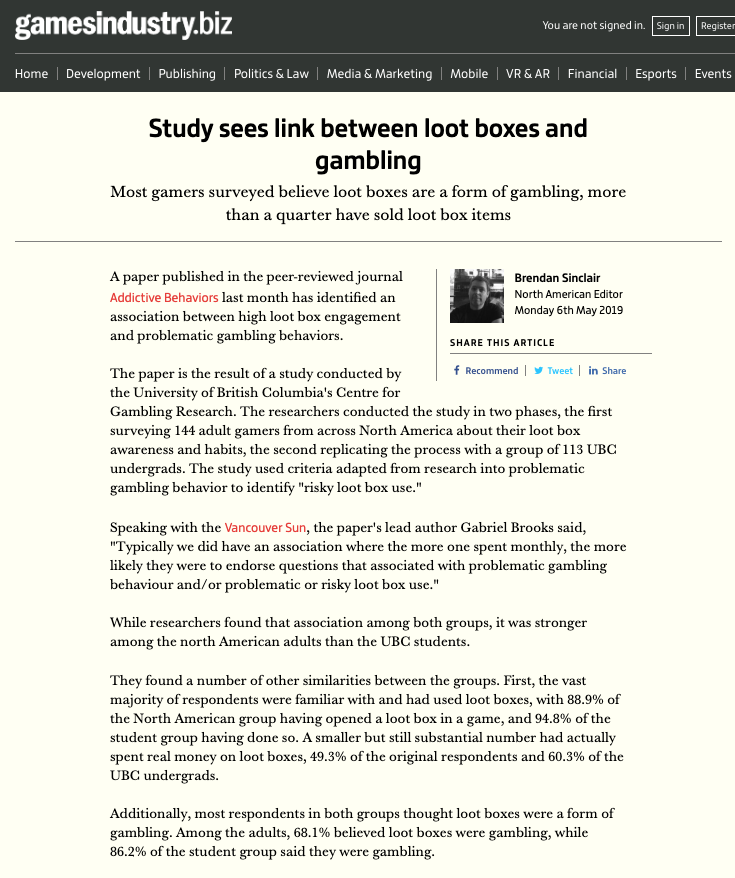 gamesindustry.biz
You are not signed in. Sign in Register
Home Development Publishing Politics & Law Media & Marketing Mobile VR & AR Financial Esports Events
Study sees link between loot boxes and
gambling
Most gamers surveyed believe loot boxes are a form of gambling, more
than a quarter have sold loot box items
A paper published in the peer-reviewed journal
Addictive Behaviors last month has identified an
association between high loot box engagement
and problematic gambling behaviors.
Brendan Sinclair
North American Editor
Monday 6th May 2019
SHARE THIS ARTICLE
Recommend Tweet Share
The paper is the result of a study conducted by
the University of British Columbia's Centre for
Gambling Research. The researchers conducted the study in two phases, the first
surveying 144 adult gamers from across North America about their loot box
awareness and habits, the second replicating the process with a group of 113 UBC
undergrads. The study used criteria adapted from research into problematic
gambling behavior to identify "risky loot box use."
Speaking with the Vancouver Sun, the paper's lead author Gabriel Brooks said,
"Typically we did have an association where the more one spent monthly, the more
likely they were to endorse questions that associated with problematic gambling
behaviour and/or problematic or risky loot box use."
While researchers found that association among both groups, it was stronger
among the north American adults than the UBC students.
They found a number of other similarities between the groups. First, the vast
majority of respondents were familiar with and had used loot boxes, with 88.9% of
the North American group having opened a loot box in a game, and 94.8% of the
student group having done so. A smaller but still substantial number had actually
spent real money on loot boxes, 49.3% of the original respondents and 60.3% of the
UBC undergrads.
Additionally, most respondents in both groups thought loot boxes were a form of
gambling. Among the adults, 68.1% believed loot boxes were gambling, while
86.2% of the student group said they were gambling.